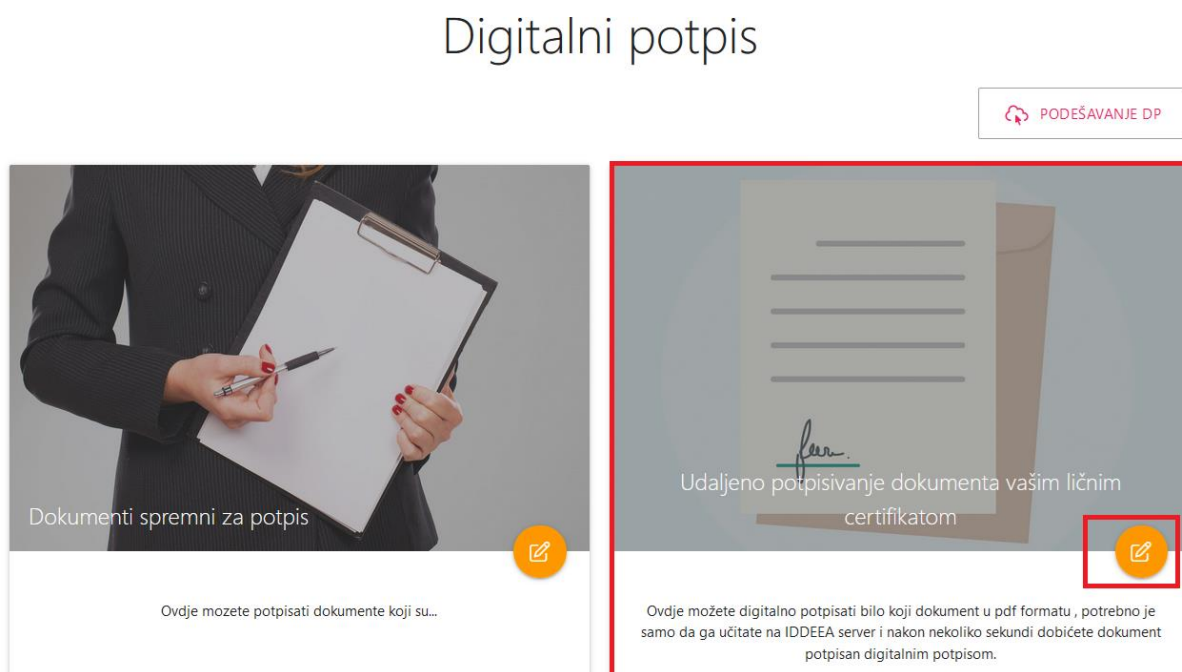 Digitalni potpis
PODEŠAVANJE DP
Dokumenti spremni za potpis
Ovdje mozete potpisati dokumente koji su...
Udaljeno potpisivanje dokumenta vašim ličnim
certifikatom
Ovdje možete digitalno potpisati bilo koji dokument u pdf formatu , potrebno je
samo da ga učitate na IDDEEA server i nakon nekoliko sekundi dobićete dokument
potpisan digitalnim potpisom.